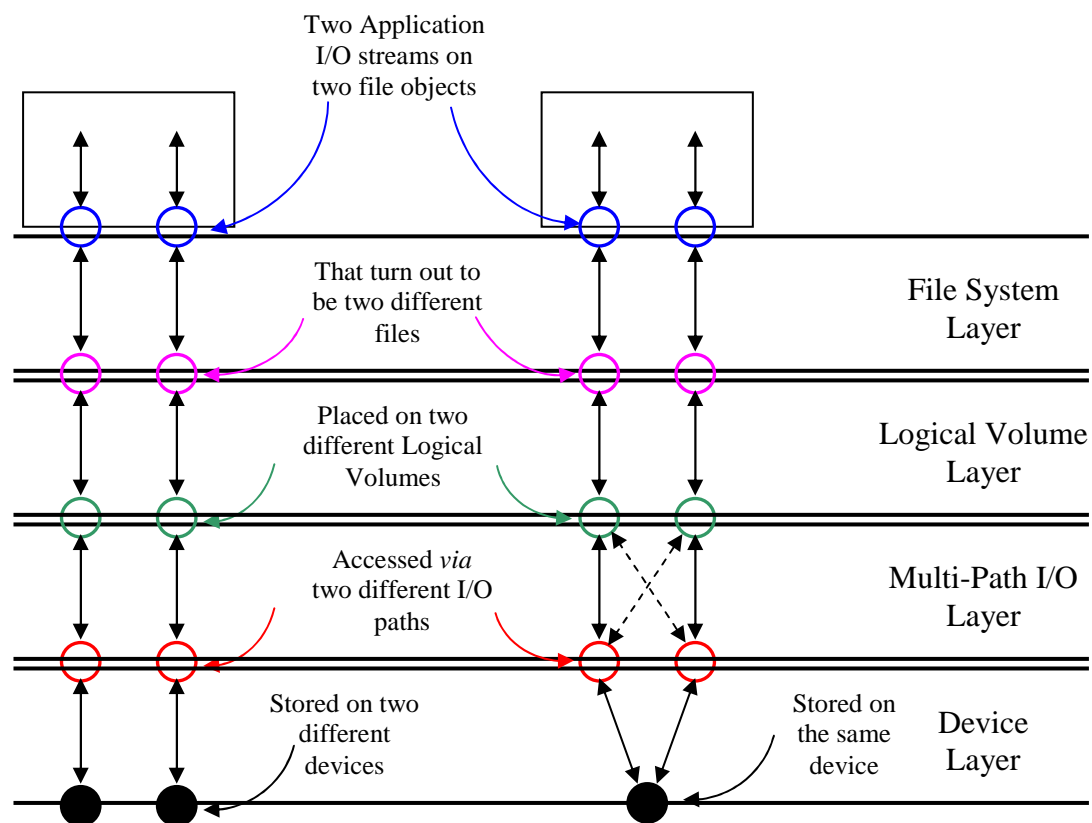 Two Application
I/O streams on
two file objects
That turn out to
be two different
files
File System
Layer
Placed on two
different Logical
Volumes
Logical Volume
Layer
Accessed via
two different I/O
paths
Multi-Path I/O
Layer
Stored on two
different
devices
Stored on
the same
device
Device
Layer